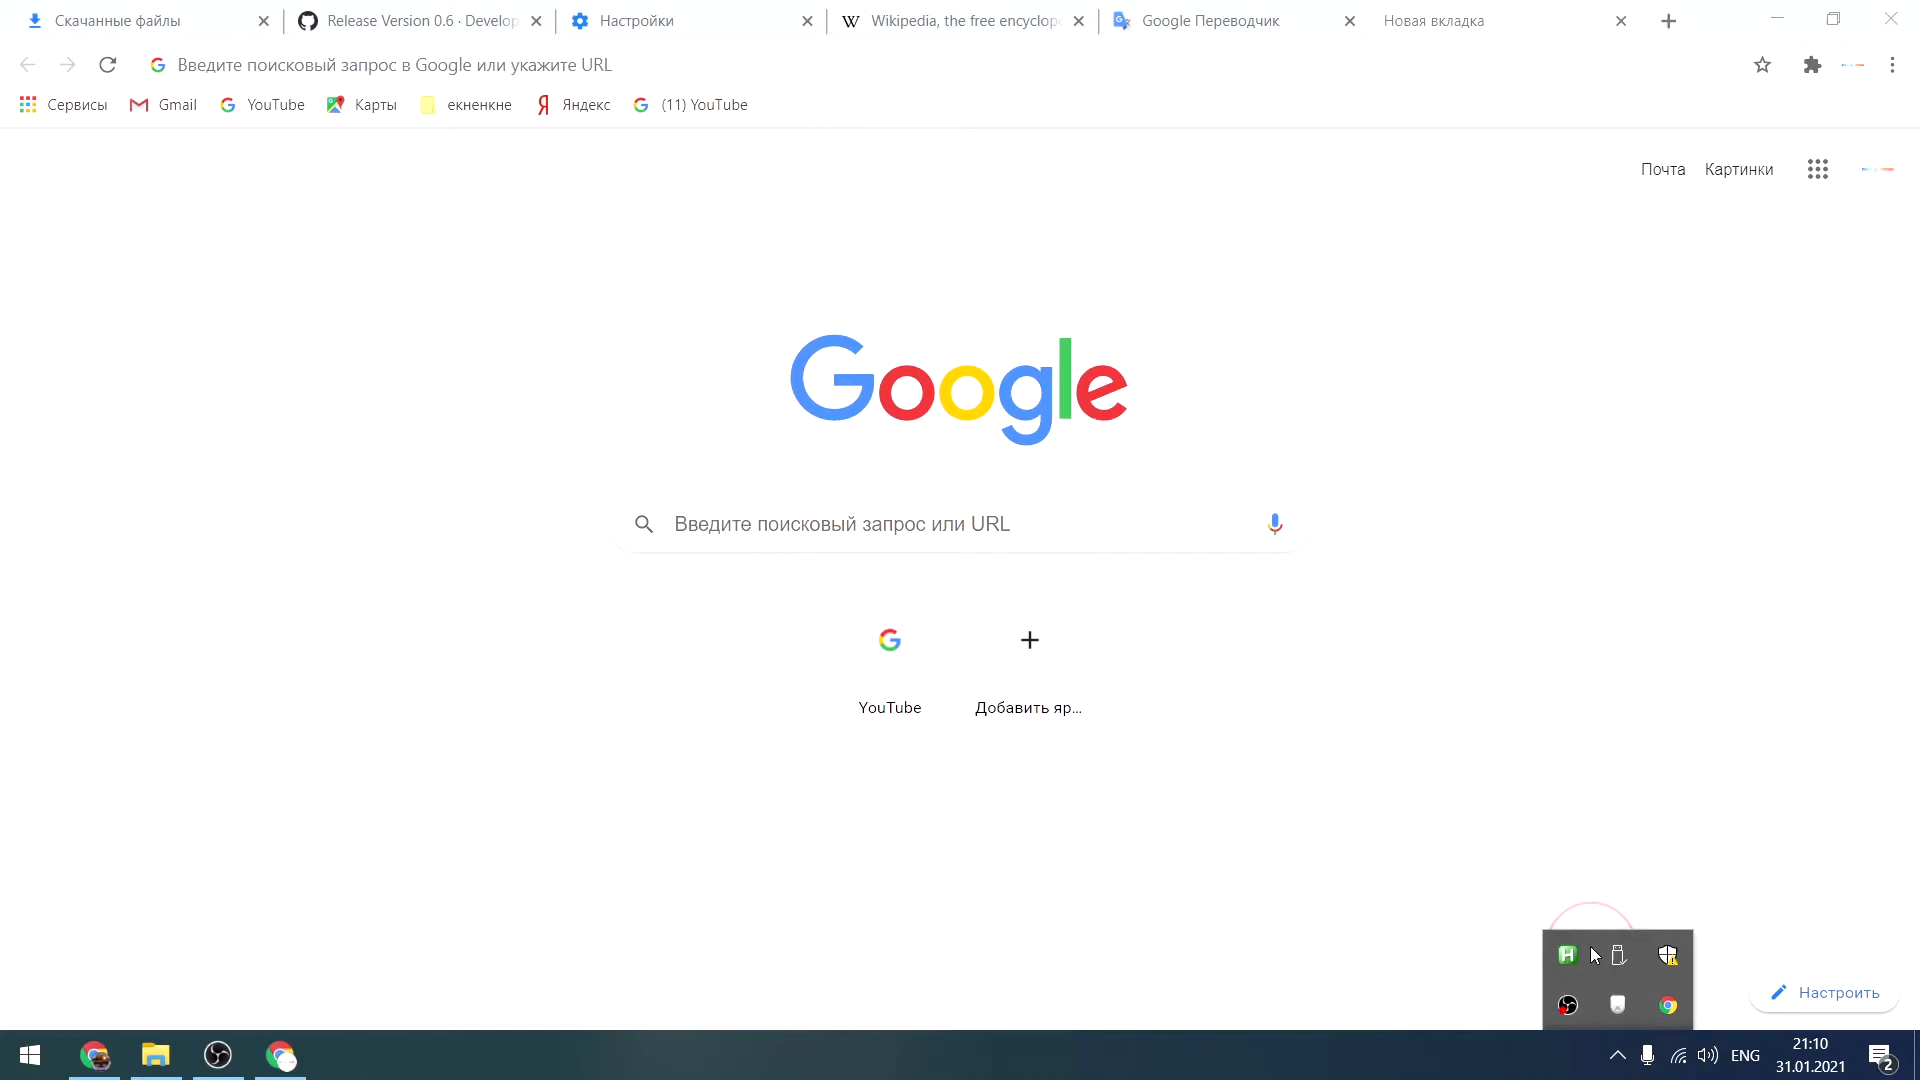 Скачанные файлы
Release Version 0.6 · Develop
Настройки
Wikipedia, the free encyclope
Google Переводчик
Новая вкладка
Введите поисковый запрос в Google или укажите URL
Сервисы
Gmail
YouTube
Карты
екненкне
Яндекс
(11) YouTube
Почта
Картинки
Google
Введите поисковый запрос или URL
YouTube
Добавить яр...
Настроить
ENG
21:10
31.01.2021
2